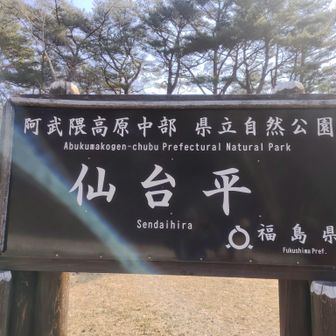 阿武隈高原中部 県立自然公園
Abukumakogen-chubu Prefectural Natural Park
仙台平
Sendaihira
福島県
Fukushima Pref.